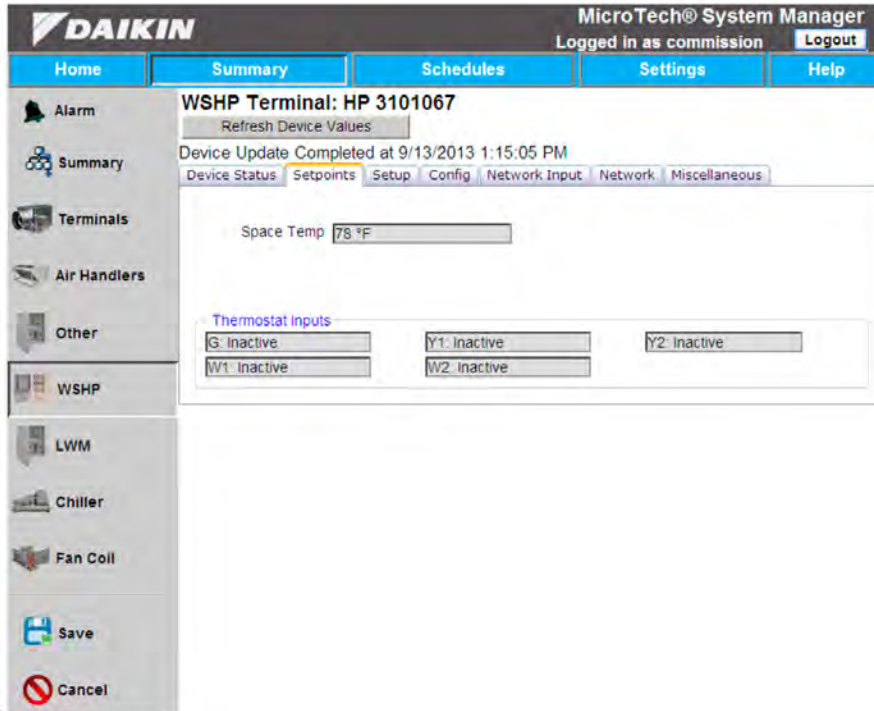 DAIKIN
MicroTech® System Manager
Logged in as commission Logout
Home Summary Schedules Settings Help
Alarm
Summary
Terminals
Air Handlers
Other
WSHP
LWM
Chiller
Fan Coil
Save
Cancel
WSHP Terminal: HP 3101067
Refresh Device Values
Device Update Completed at 9/13/2013 1:15:05 PM
Device Status Setpoints Setup Config Network Input Network Miscellaneous
Space Temp 78 °F
Thermostat Inputs
G: Inactive Y1: Inactive Y2: Inactive
W1: Inactive W2: Inactive